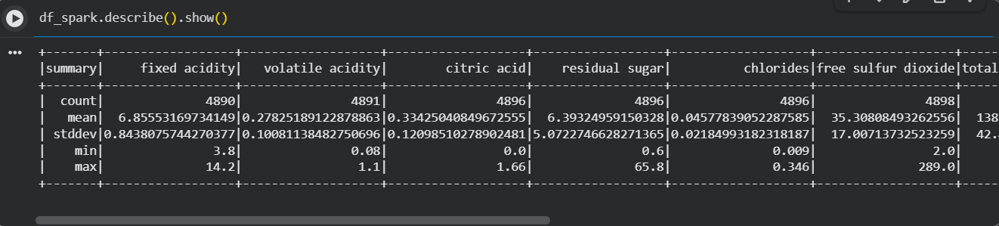 df_spark.describe().show()
+-------+------------------+-------------------+-------------------+------------------+-------------------+-------------------+-----
|summary|     fixed acidity|   volatile acidity|        citric acid|    residual sugar|          chlorides|free sulfur dioxide|total
+-------+------------------+-------------------+-------------------+------------------+-------------------+-------------------+-----
|  count|              4890|               4891|               4896|              4896|               4896|               4898|
|   mean|  6.85553169734149|0.27825189122878863|0.33425040849672555|  6.39324959150328|0.04577839052287585|  35.30808493262556|  138
| stddev|0.8438075744270377|0.10081138482750696|0.12098510278902481|5.0722746628271365|0.02184993182318187|  17.00713732523259|  42.
|    min|               3.8|               0.08|                0.0|               0.6|              0.009|                2.0|
|    max|              14.2|                1.1|               1.66|              65.8|              0.346|              289.0|
+-------+------------------+-------------------+-------------------+------------------+-------------------+-------------------+-----